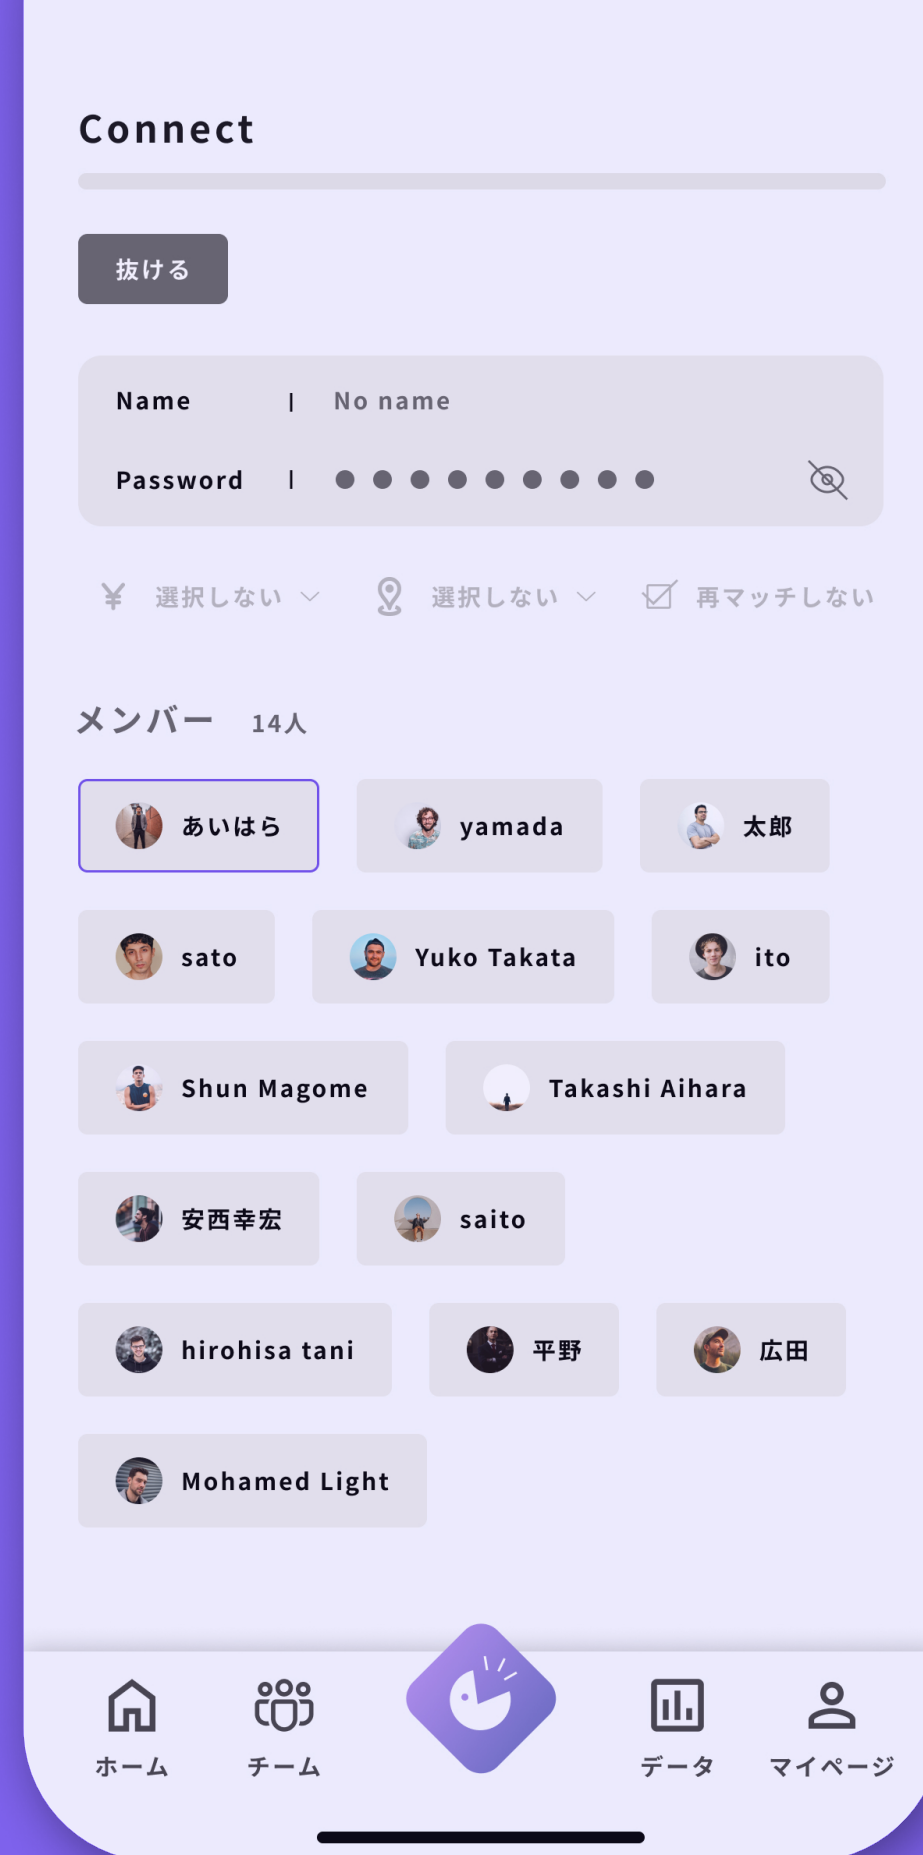 Connect
抜ける
Name | No name
Password | ●●●●●●●●●
¥ 選択しない 選択しない 再マッチしない
メンバー 14人
あいはら yamada 太郎
sato Yuko Takata ito
Shun Magome Takashi Aihara
安西幸宏 saito
hirohisa tani 平野 広田
Mohamed Light
ホーム チーム データ マイページ